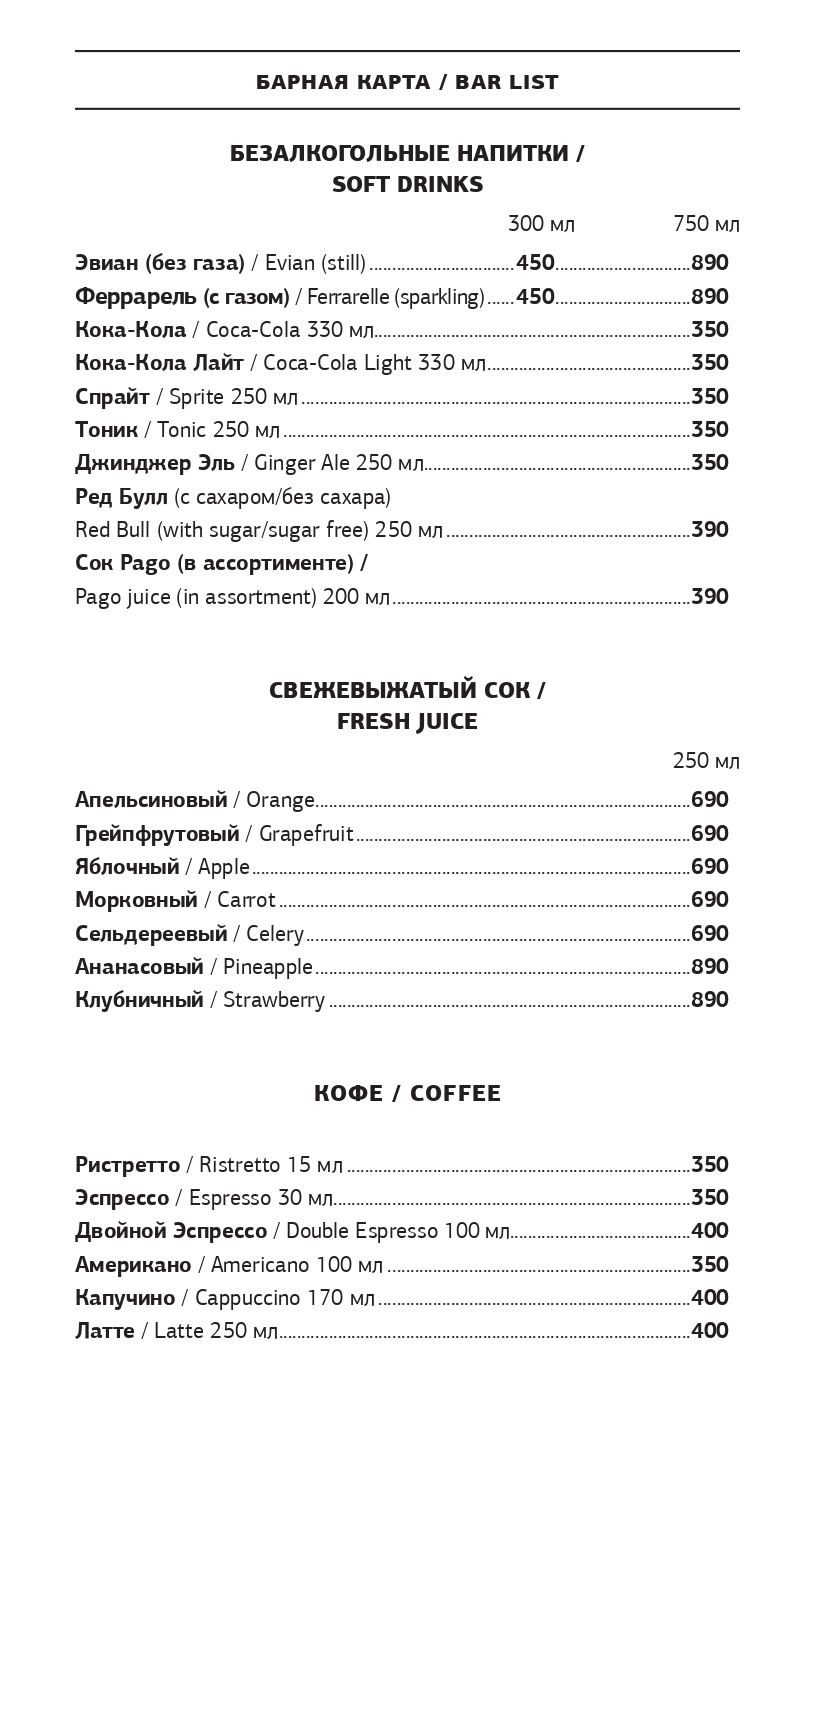 БАРНАЯ КАРТА / BAR LIST
БЕЗАЛКОГОЛЬНЫЕ НАПИТКИ /
SOFT DRINKS
300 мл 750 мл
Эвиан (без газа) / Evian (still)................................450..............................890
Феррарель (с газом) / Ferrarelle (sparkling)......450..............................890
Кока-Кола / Coca-Cola 330 мл......................................................................350
Кока-Кола Лайт / Coca-Cola Light 330 мл.............................................350
Спрайт / Sprite 250 мл......................................................................................350
Тоник / Tonic 250 мл..........................................................................................350
Джинджер Эль / Ginger Ale 250 мл...........................................................350
Ред Булл (с сахаром/без сахара)
Red Bull (with sugar/sugar free) 250 мл......................................................390
Сок Pago (в ассортименте) /
Pago juice (in assortment) 200 мл..................................................................390
СВЕЖЕВЫЖАТЫЙ СОК /
FRESH JUICE
250 мл
Апельсиновый / Orange...................................................................................690
Грейпфрутовый / Grapefruit..........................................................................690
Яблочный / Apple.................................................................................................690
Морковный / Carrot...........................................................................................690
Сельдереевый / Celery.....................................................................................690
Ананасовый / Pineapple...................................................................................890
Клубничный / Strawberry................................................................................890
КОФЕ / COFFEE
Ристретто / Ristretto 15 мл............................................................................350
Эспрессо / Espresso 30 мл...............................................................................350
Двойной Эспрессо / Double Espresso 100 мл........................................400
Американо / Americano 100 мл...................................................................350
Капучино / Cappuccino 170 мл.....................................................................400
Латте / Latte 250 мл...........................................................................................400